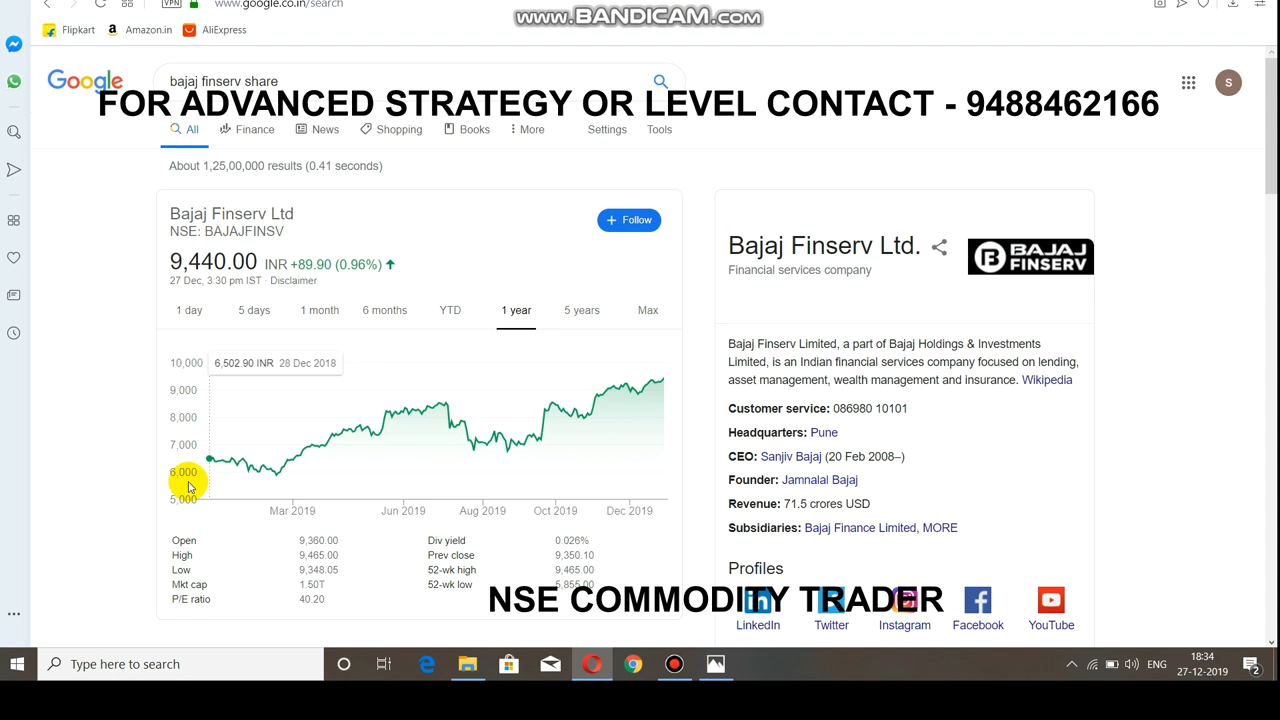 www.google.co.in/search
www.BANDICAM.com
VPN
Flipkart
Amazon.in
AliExpress
Google
bajaj finserv share
S
FOR ADVANCED STRATEGY OR LEVEL CONTACT - 9488462166
All
Finance
News
Shopping
Books
More
Settings
Tools
About 1,25,00,000 results (0.41 seconds)
Bajaj Finserv Ltd
NSE: BAJAJFINSV
+ Follow
9,440.00 INR +89.90 (0.96%)
27 Dec, 3:30 pm IST · Disclaimer
1 day
5 days
1 month
6 months
YTD
1 year
5 years
Max
6,502.90 INR 28 Dec 2018
10,000
9,000
8,000
7,000
6,000
5,000
Mar 2019
Jun 2019
Aug 2019
Oct 2019
Dec 2019
Open 9,360.00
High 9,465.00
Low 9,348.05
Mkt cap 1.50T
P/E ratio 40.20
Div yield 0.026%
Prev close 9,350.10
52-wk high 9,465.00
52-wk low 5,855.00
Bajaj Finserv Ltd.
Financial services company
BAJAJ
FINSERV
Bajaj Finserv Limited, a part of Bajaj Holdings & Investments
Limited, is an Indian financial services company focused on lending,
asset management, wealth management and insurance. Wikipedia
Customer service: 086980 10101
Headquarters: Pune
CEO: Sanjiv Bajaj (20 Feb 2008–)
Founder: Jamnalal Bajaj
Revenue: 71.5 crores USD
Subsidiaries: Bajaj Finance Limited, MORE
Profiles
NSE COMMODITY TRADER
LinkedIn
Twitter
Instagram
Facebook
YouTube
Type here to search
ENG
18:34
27-12-2019
2